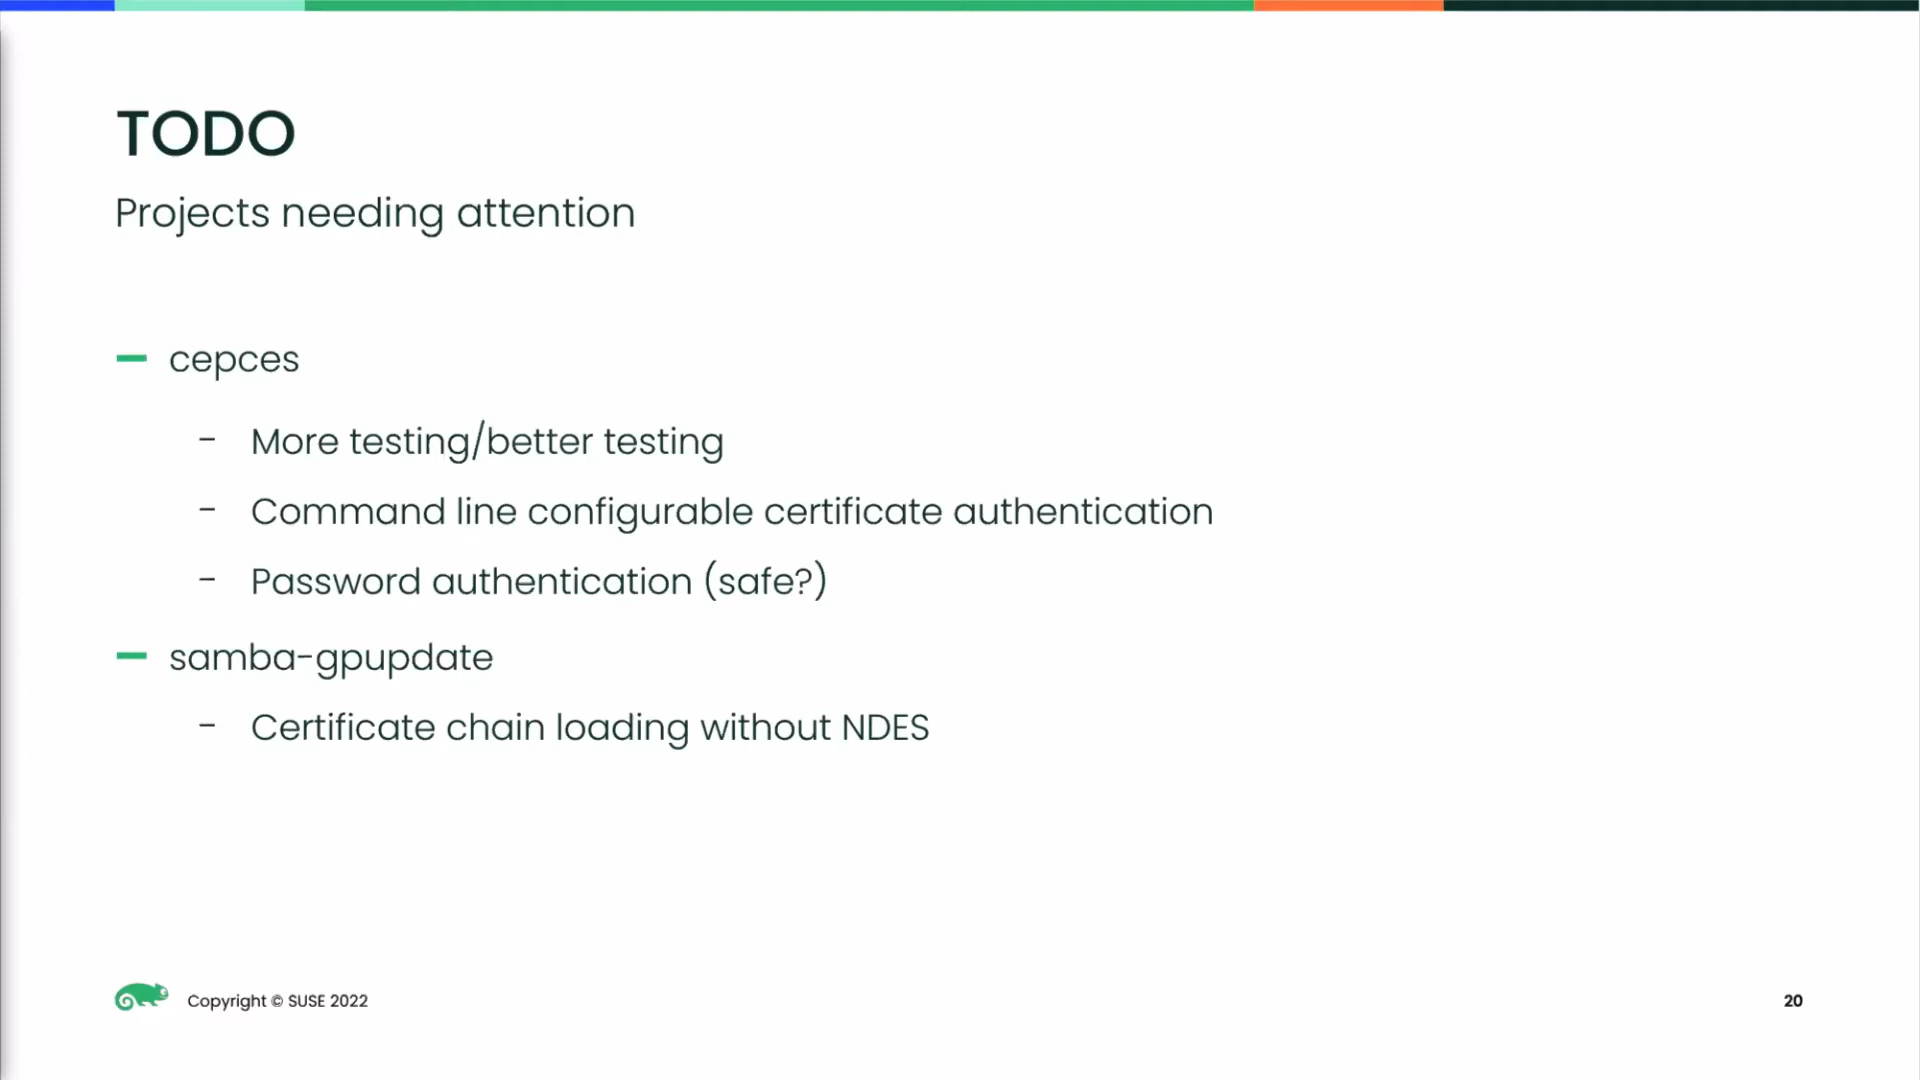 TODO
Projects needing attention
cepces
- More testing/better testing
- Command line configurable certificate authentication
- Password authentication (safe?)
samba-gpupdate
- Certificate chain loading without NDES
Copyright © SUSE 2022
20